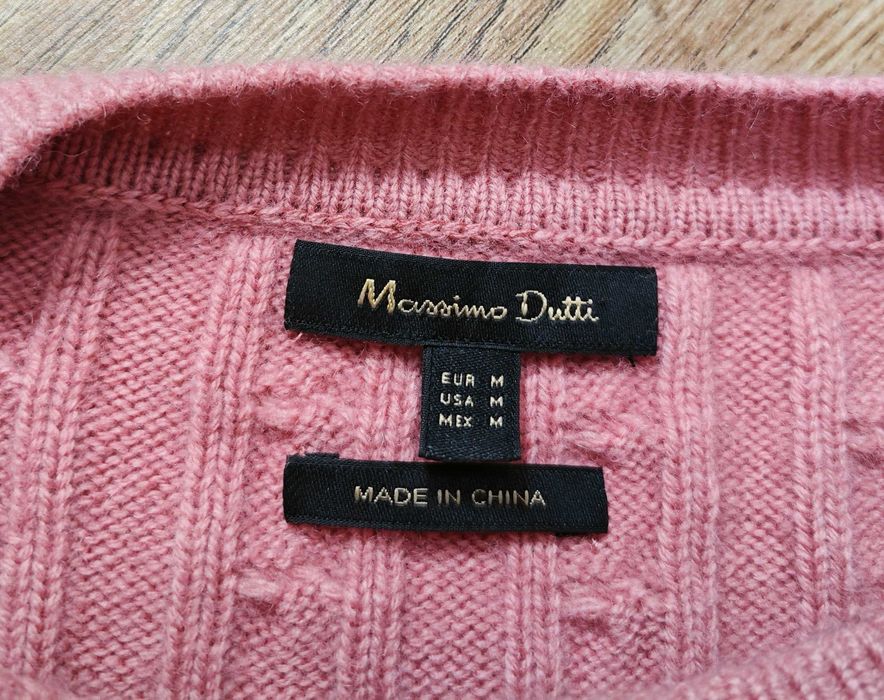 Massimo Dutti
EUR M
USA M
MEX M
MADE IN CHINA